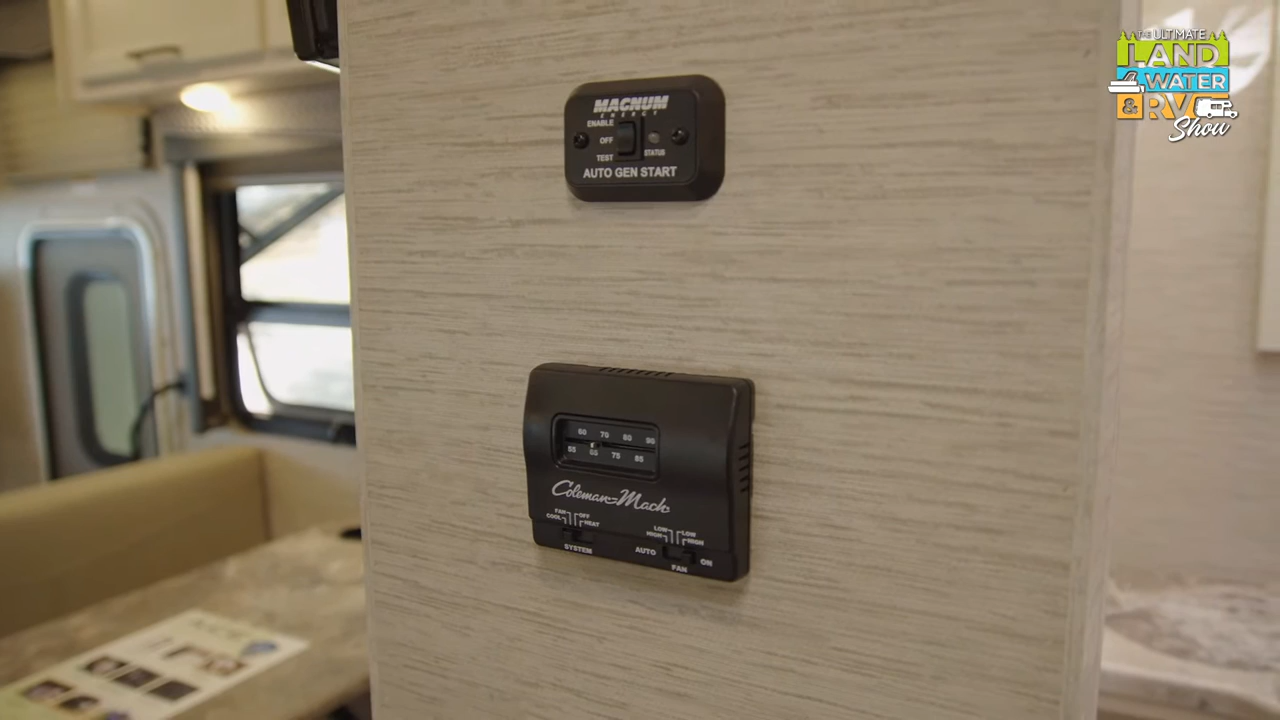 THE ULTIMATE
LAND
WATER
& RV
Show
MAGNUM
ENERGY
ENABLE
OFF
TEST
STATUS
AUTO GEN START
60 70 80 90
55 65 75 85
Coleman-Mach
FAN OFF
COOL HEAT
SYSTEM
LOW LOW
HIGH HIGH
AUTO ON
FAN